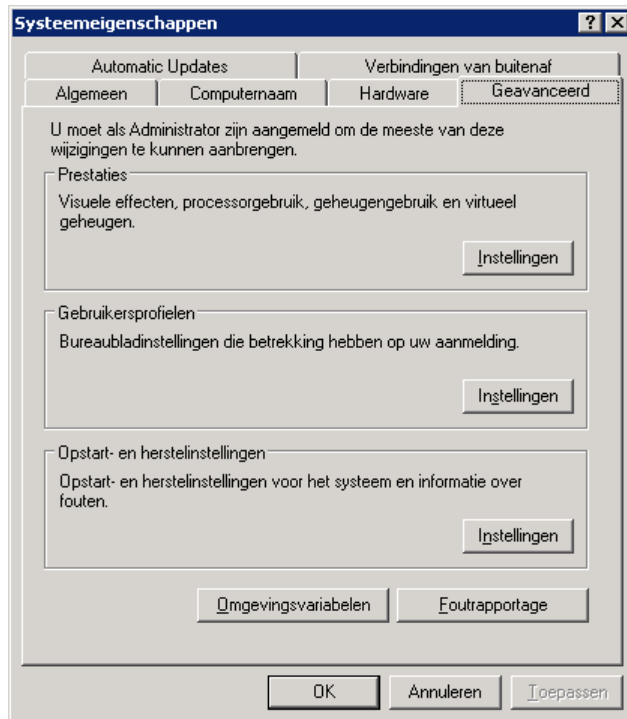 Systeemeigenschappen
Automatic Updates
Verbindingen van buitenaf
Algemeen
Computernaam
Hardware
Geavanceerd
U moet als Administrator zijn aangemeld om de meeste van deze
wijzigingen te kunnen aanbrengen.
Prestaties
Visuele effecten, processorgebruik, geheugengebruik en virtueel
geheugen.
Instellingen
Gebruikersprofielen
Bureaubladinstellingen die betrekking hebben op uw aanmelding.
Instellingen
Opstart- en herstelinstellingen
Opstart- en herstelinstellingen voor het systeem en informatie over
fouten.
Instellingen
Omgevingsvariabelen
Foutrapportage
OK
Annuleren
Toepassen